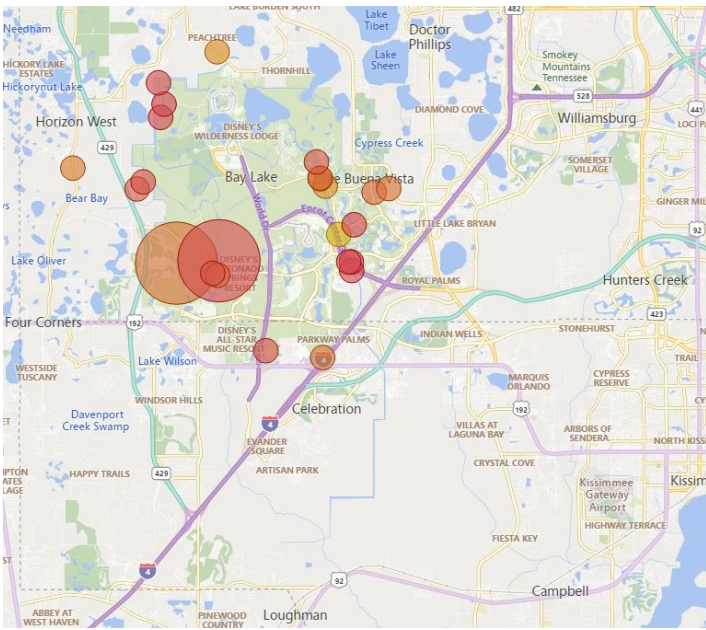 LAKE BURDEN SOUTH
Lake
Tibet
482
Needham
PEACHTREE
Doctor
Phillips
HICKORY LAKE
ESTATES
Lake
Sheen
Smokey
Mountains
Tennessee
THORNHILL
Hickorynut Lake
528
DIAMOND COVE
441
Horizon West
Williamsburg
LOCI
DISNEY'S
WILDERNESS LODGE
429
Cypress Creek
SOMERSET
VILLAGE
Bay Lake
Buena Vista
Bear Bay
World Dr
Epcot
GINGER MIL
LITTLE LAKE BRYAN
92
Lake Oliver
DISNEY'S
RESORT
ROYAL PALMS
Hunters Creek
Four Corners
192
423
DISNEY'S
ALL-STAR
MUSIC RESORT
PARKWAY PALMS
INDIAN WELLS
STONEHURST
4
Lake Wilson
TRAIL
WESTSIDE
TUSCANY
MARQUIS
ORLANDO
CYPRESS
RESERVE
WINDSOR HILLS
Celebration
192
Davenport
Creek Swamp
4
VILLAS AT
LAGUNA BAY
ARBORS OF
SENDERA
EVANDER
SQUARE
NORTH KISS
HAPPY TRAILS
429
ARTISAN PARK
CRYSTAL COVE
Kissimmee
Gateway
Airport
Kissim
HIGHWAY TERRACE
FIESTA KEY
4
92
Campbell
ABBEY AT
WEST HAVEN
PINEWOOD
COUNTRY
Loughman